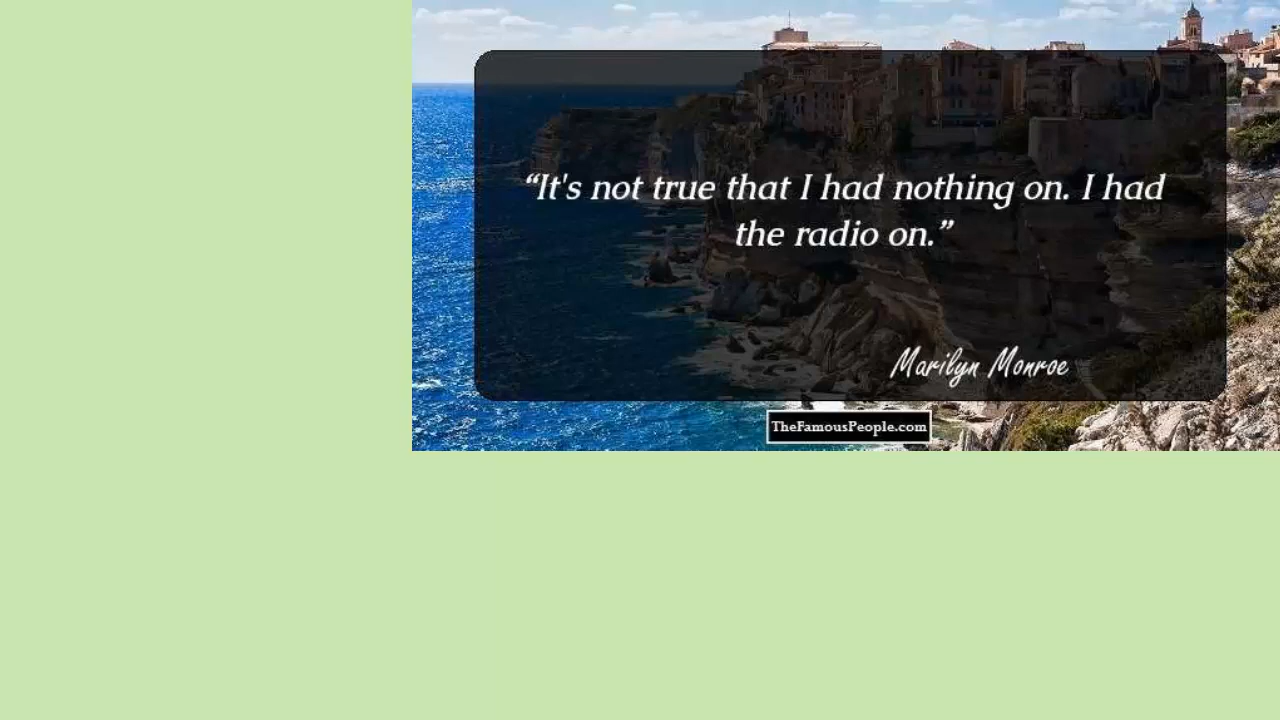 “It's not true that I had nothing on. I had
the radio on.”
Marilyn Monroe
TheFamousPeople.com